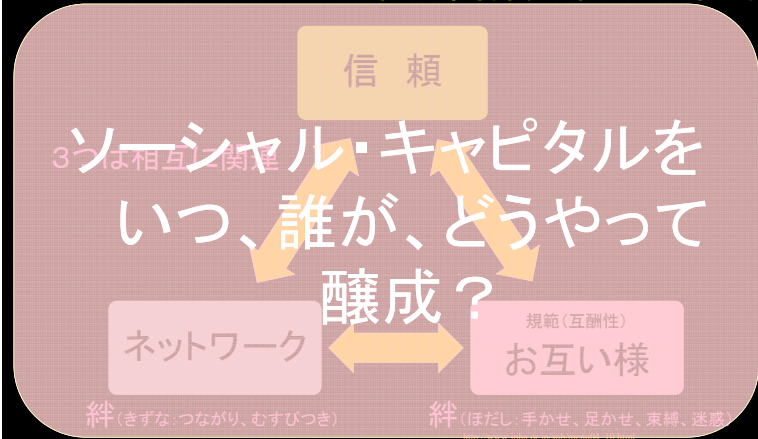 信　頼
3つは相互に関連
ソーシャル・キャピタルを
いつ、誰が、どうやって
醸成？
規範（互酬性）
ネットワーク
お互い様
絆（きずな：つながり、むすびつき）
絆（ほだし：手かせ、足かせ、束縛、迷惑）